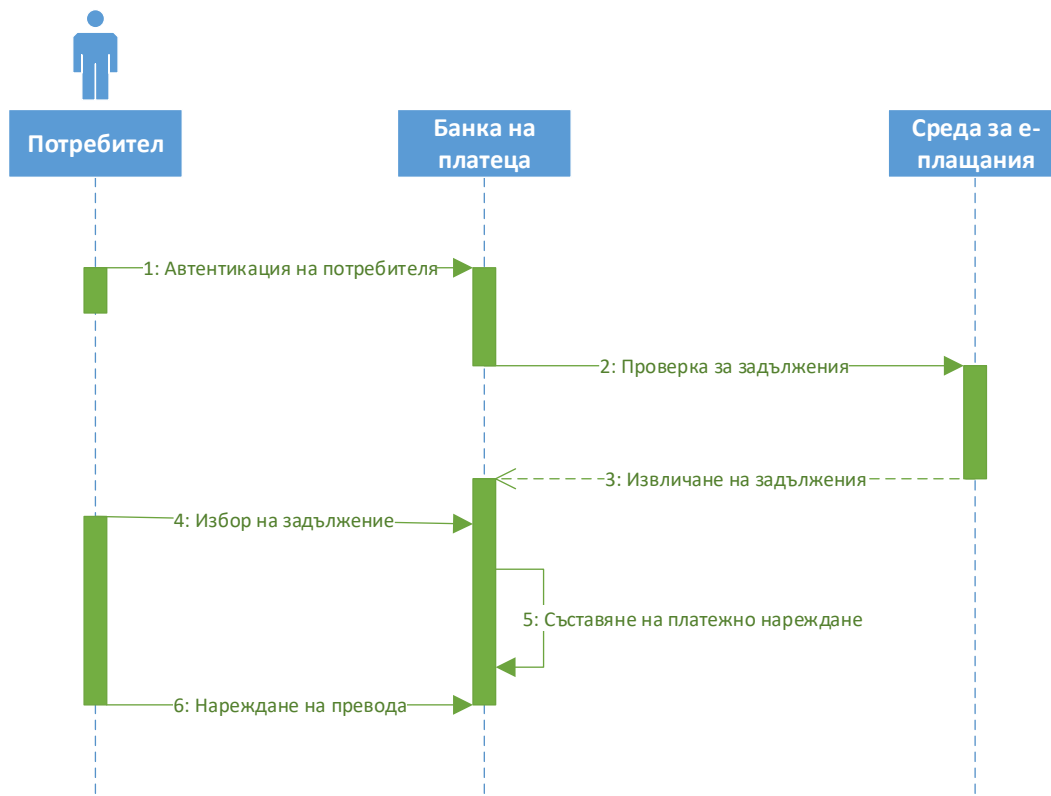 Потребител
Банка на
платеца
Среда за е-
плащания
1: Автентикация на потребителя
2: Проверка за задължения
3: Извличане на задължения
4: Избор на задължение
5: Съставяне на платежно нареждане
6: Нареждане на превода